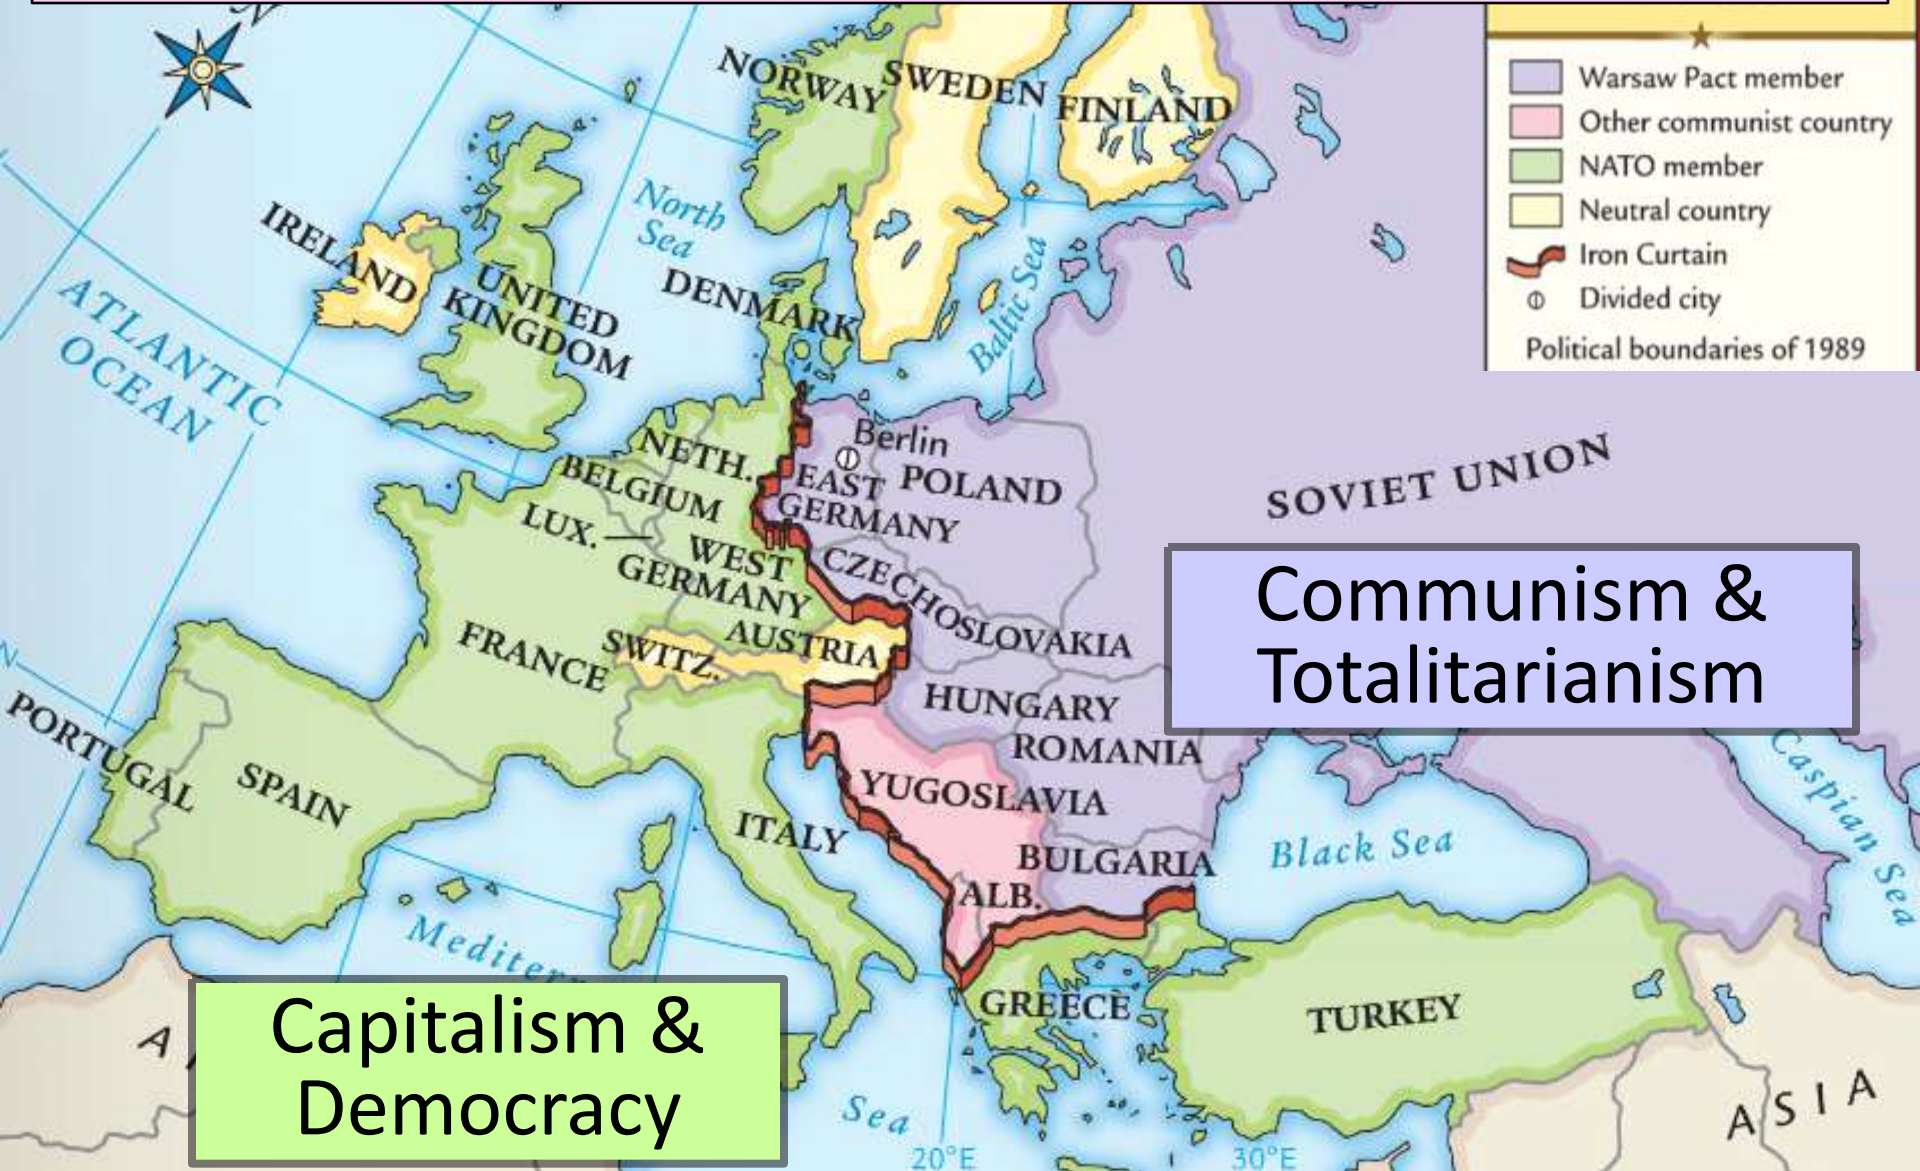 Warsaw Pact member
Other communist country
NATO member
Neutral country
Iron Curtain
Divided city
Political boundaries of 1989
NORWAY
SWEDEN
FINLAND
North
Sea
IRELAND
UNITED
KINGDOM
DENMARK
Baltic Sea
ATLANTIC
OCEAN
NETH.
BELGIUM
LUX.
WEST
GERMANY
Berlin
EAST
GERMANY
POLAND
SOVIET UNION
CZECHOSLOVAKIA
Communism &
Totalitarianism
FRANCE
SWITZ.
AUSTRIA
HUNGARY
ROMANIA
PORTUGAL
SPAIN
ITALY
YUGOSLAVIA
BULGARIA
ALB.
Black Sea
Caspian Sea
GREECE
TURKEY
Capitalism &
Democracy
Sea
ASIA
20°E
30°E